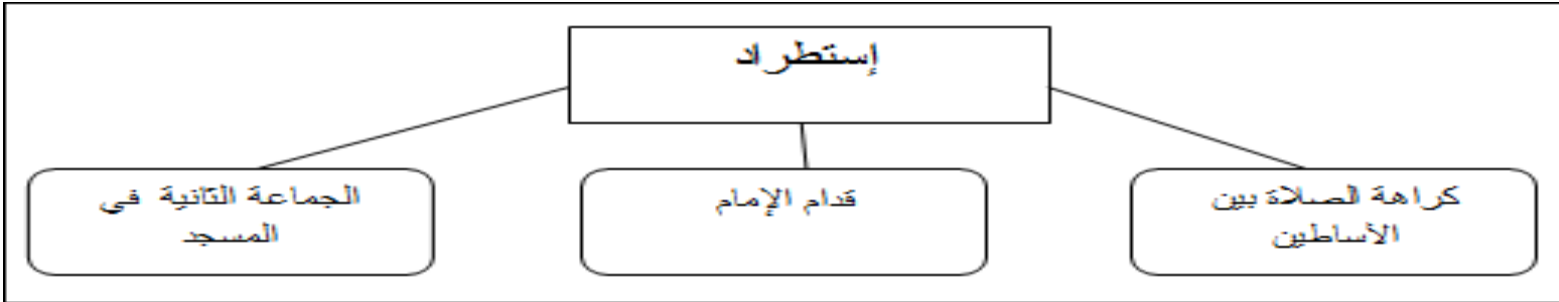 إستطراد
كراهة الصلاة بين
الأساطين
قدام الإمام
الجماعة الثانية في
المسجد